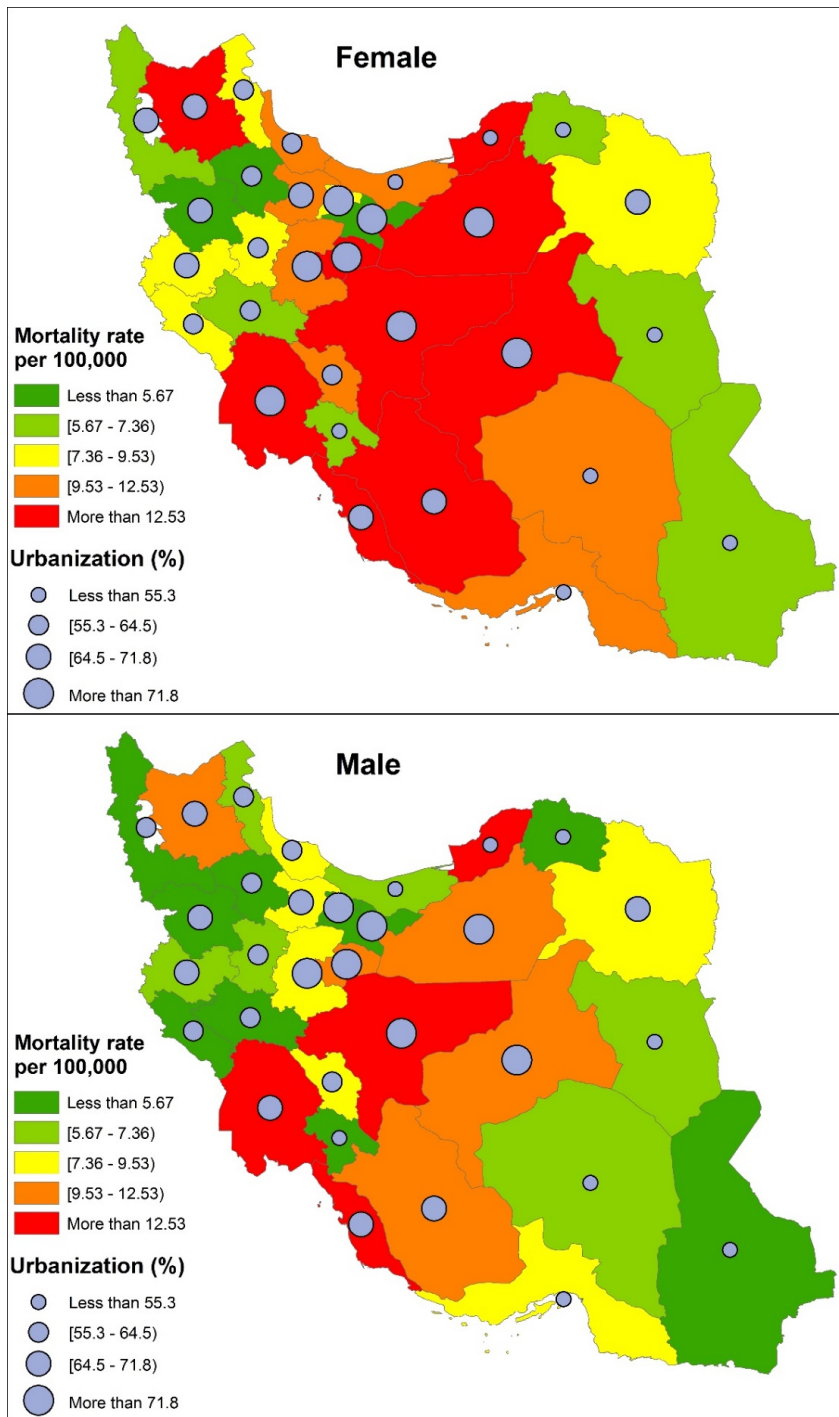 Female
Mortality rate
per 100,000
Less than 5.67
[5.67 - 7.36)
[7.36 - 9.53)
[9.53 - 12.53)
More than 12.53
Urbanization (%)
Less than 55.3
[55.3 - 64.5)
[64.5 - 71.8)
More than 71.8
Male
Mortality rate
per 100,000
Less than 5.67
[5.67 - 7.36)
[7.36 - 9.53)
[9.53 - 12.53)
More than 12.53
Urbanization (%)
Less than 55.3
[55.3 - 64.5)
[64.5 - 71.8)
More than 71.8